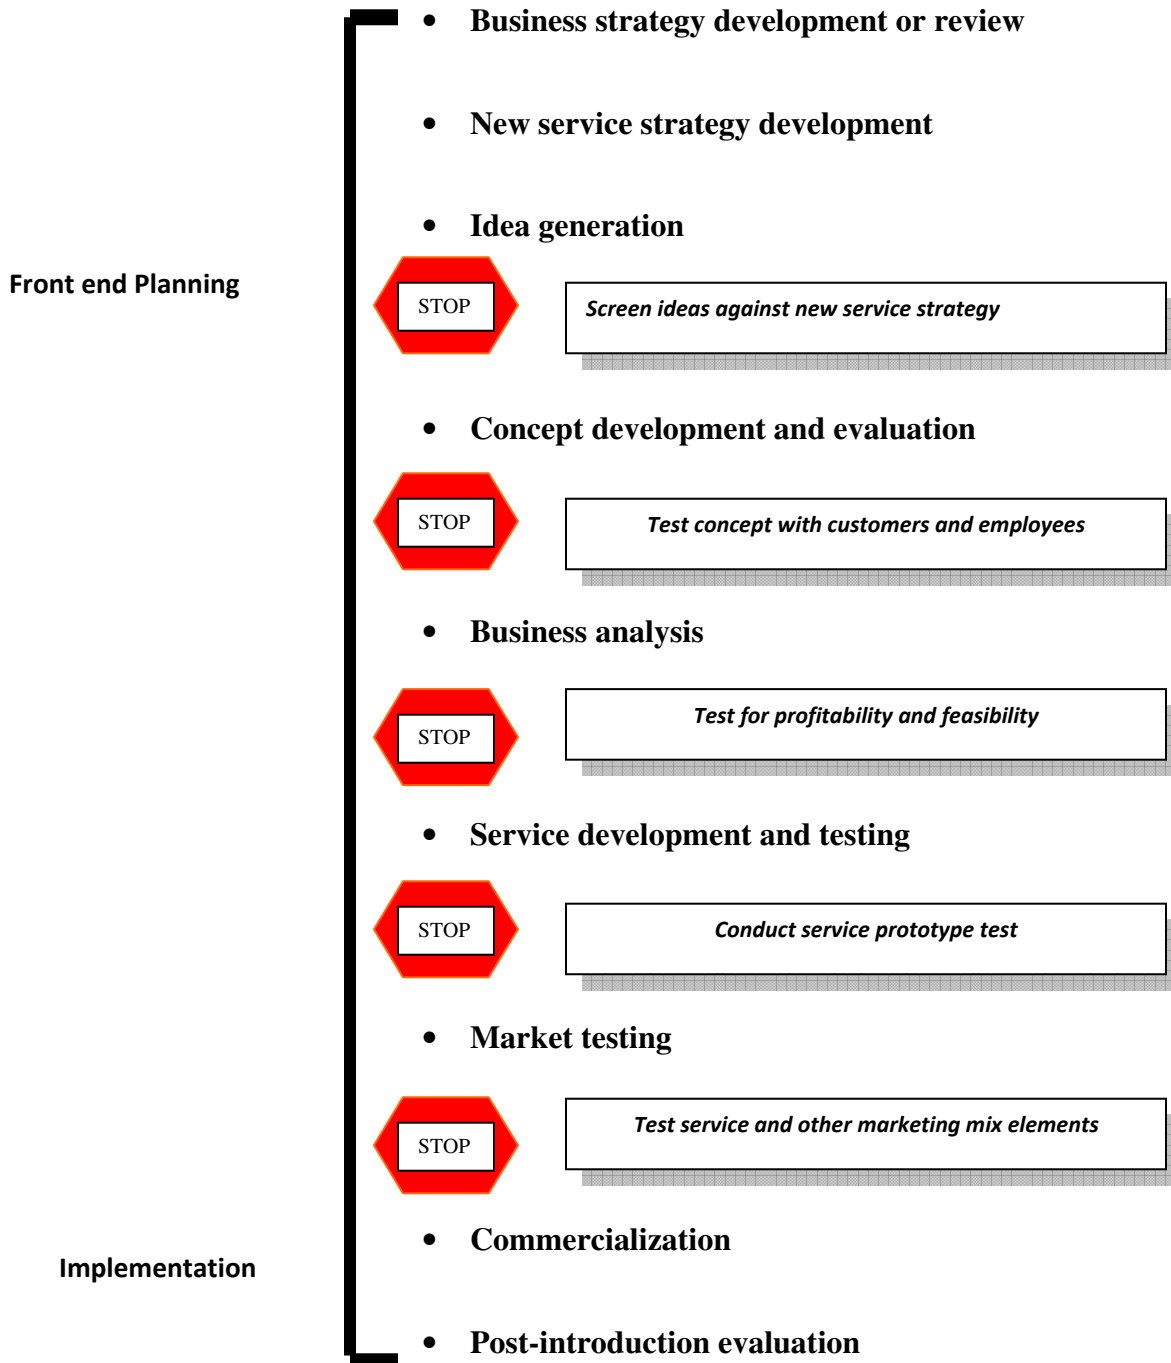 • Business strategy development or review
• New service strategy development
• Idea generation
Front end Planning
STOP
Screen ideas against new service strategy
• Concept development and evaluation
STOP
Test concept with customers and employees
• Business analysis
STOP
Test for profitability and feasibility
• Service development and testing
STOP
Conduct service prototype test
• Market testing
STOP
Test service and other marketing mix elements
• Commercialization
Implementation
• Post-introduction evaluation